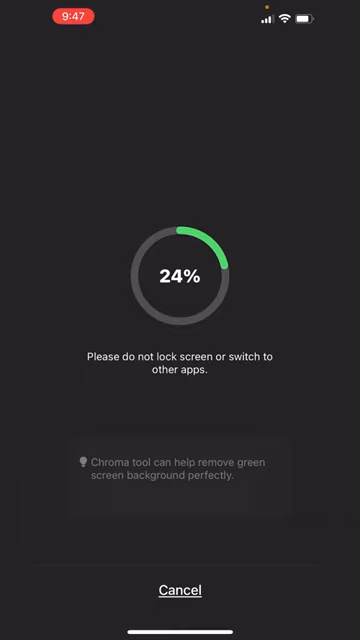 9:47
24%
Please do not lock screen or switch to
other apps.
Chroma tool can help remove green
screen background perfectly.
Cancel